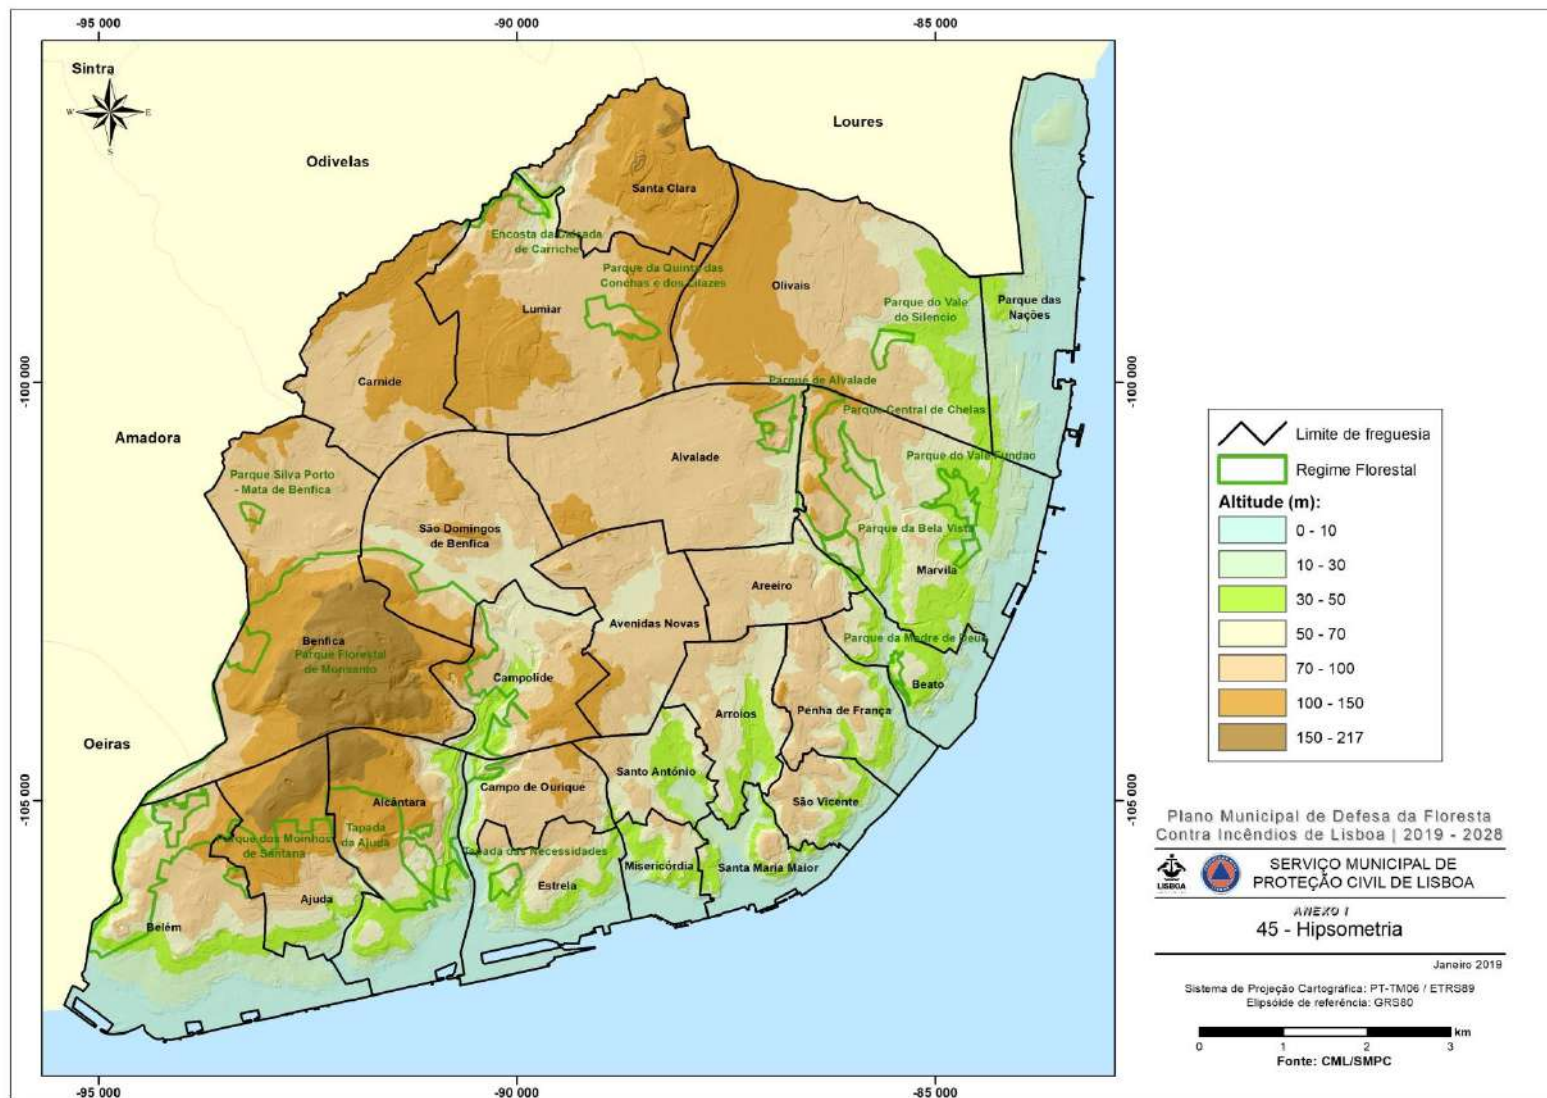 -95 000
-90 000
-85 000
Sintra
W
E
S
Odivelas
Loures
Santa Clara
Encosta da Calçada
de Carriche
Parque da Quinta das
Conchas e dos Lilazes
Olivais
Lumiar
Parque do Vale
do Silencio
Parque das
Nações
-100 000
-100 000
Carnide
Parque de Alvalade
Parque Central de Chelas
Amadora
Alvalade
Parque do Vale Fundao
Parque Silva Porto
- Mata de Benfica
São Domingos
de Benfica
Parque da Bela Vista
Marvila
Areeiro
Avenidas Novas
Benfica
Parque Florestal
de Monsanto
Parque da Madre de Deus
Campolide
Beato
Arroios
Penha de França
Oeiras
Santo António
Campo de Ourique
São Vicente
-105 000
-105 000
Alcântara
Tapada
da Ajuda
Parque dos Moinhos
de Santana
Tapada das Necessidades
Misericórdia
Santa Maria Maior
Estrela
Ajuda
Belém
-95 000
-90 000
-85 000
Limite de freguesia
Regime Florestal
Altitude (m):
0 - 10
10 - 30
30 - 50
50 - 70
70 - 100
100 - 150
150 - 217
Plano Municipal de Defesa da Floresta
Contra Incêndios de Lisboa | 2019 - 2028
LISBOA
SERVIÇO MUNICIPAL DE
PROTEÇÃO CIVIL DE LISBOA
ANEXO I
45 - Hipsometria
Janeiro 2019
Sistema de Projeção Cartográfica: PT-TM06 / ETRS89
Elipsóide de referência: GRS80
km
0 1 2 3
Fonte: CML/SMPC